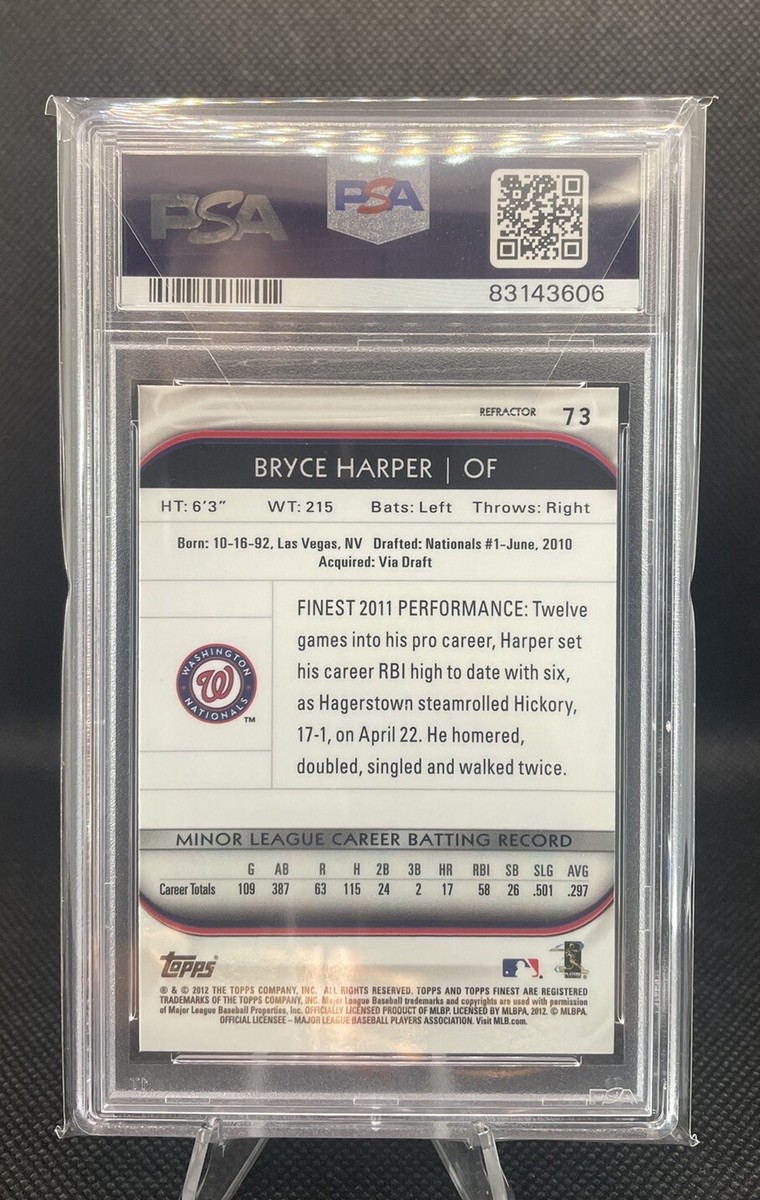 PSA PSA
83143606
REFRACTOR 73
BRYCE HARPER | OF
HT: 6'3" WT: 215 Bats: Left Throws: Right
Born: 10-16-92, Las Vegas, NV Drafted: Nationals #1-June, 2010
Acquired: Via Draft
FINEST 2011 PERFORMANCE: Twelve
games into his pro career, Harper set
his career RBI high to date with six,
as Hagerstown steamrolled Hickory,
17-1, on April 22. He homered,
doubled, singled and walked twice.
WASHINGTON
W
NATIONALS
TM
MINOR LEAGUE CAREER BATTING RECORD
G AB R H 2B 3B HR RBI SB SLG AVG
Career Totals 109 387 63 115 24 2 17 58 26 .501 .297
topps
® & © 2012 THE TOPPS COMPANY, INC. ALL RIGHTS RESERVED. TOPPS AND TOPPS FINEST ARE REGISTERED
TRADEMARKS OF THE TOPPS COMPANY, INC. Major League Baseball trademarks and copyrights are used with permission
of Major League Baseball Properties, Inc. OFFICIALLY LICENSED PRODUCT OF MLBP. LICENSED BY MLBPA, 2012. © MLBPA.
OFFICIAL LICENSEE – MAJOR LEAGUE BASEBALL PLAYERS ASSOCIATION. Visit MLB.com.
PSA